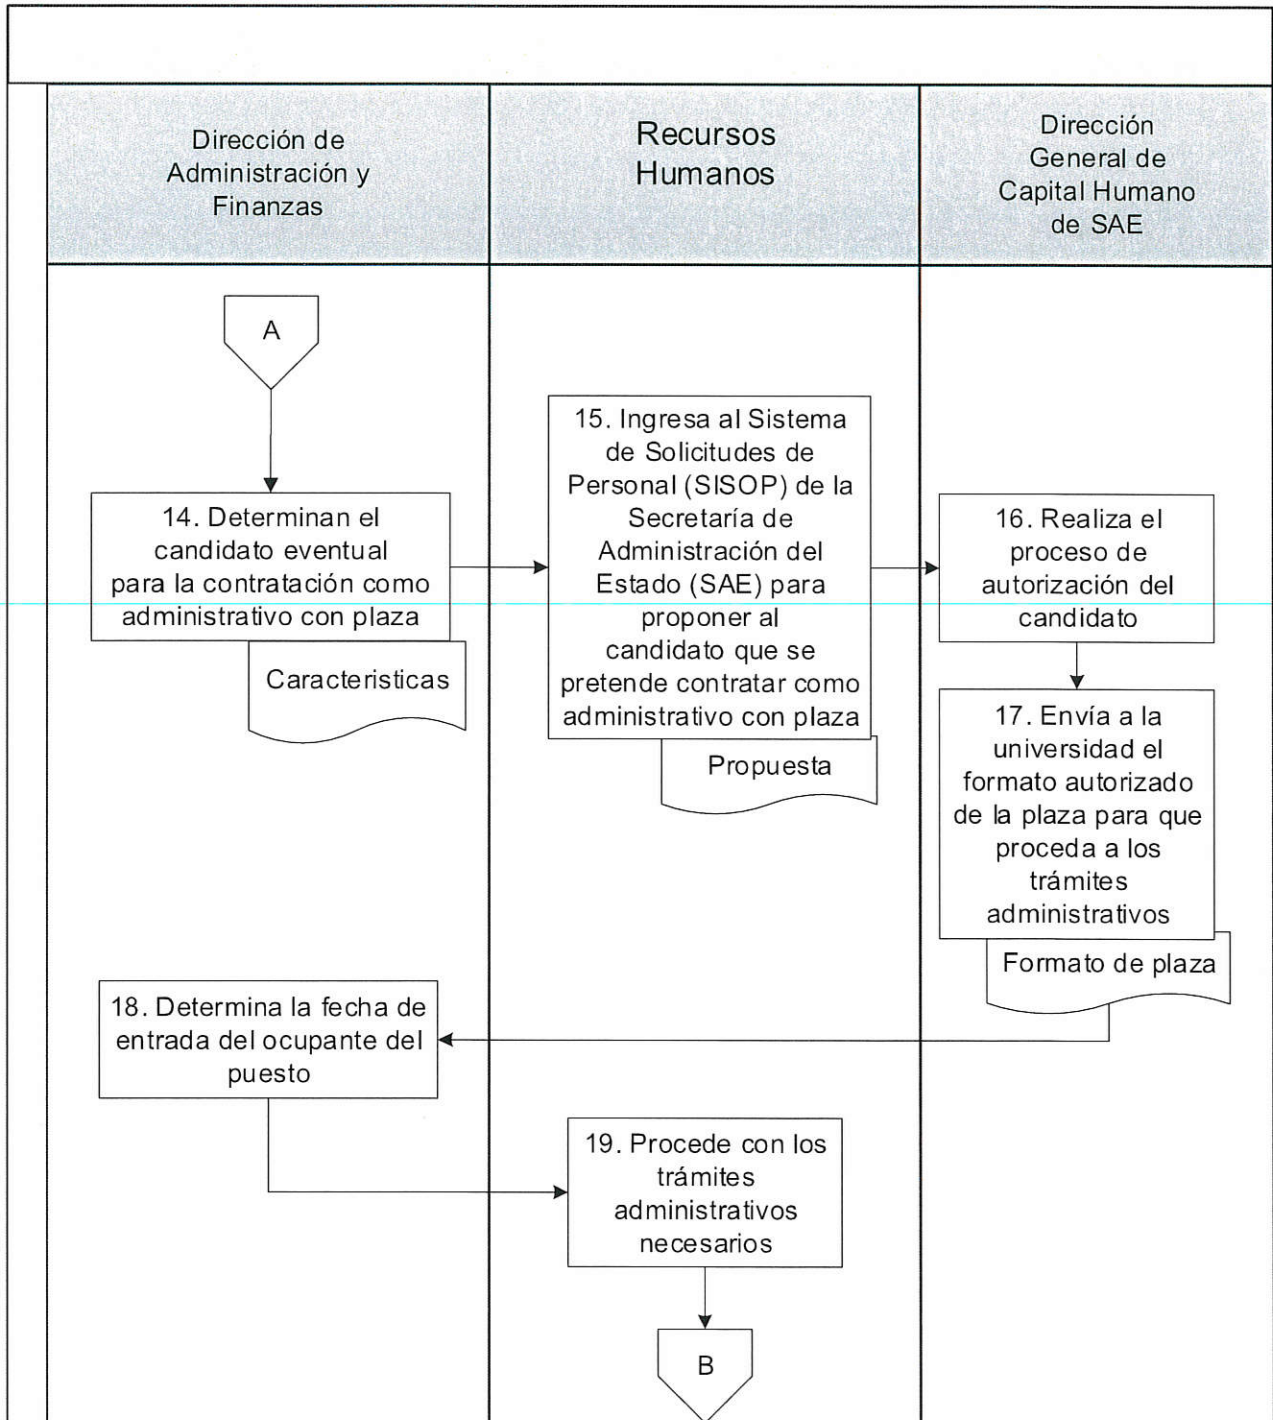 Dirección de
Administración y
Finanzas
Recursos
Humanos
Dirección
General de
Capital Humano
de SAE
A
14. Determinan el
candidato eventual
para la contratación como
administrativo con plaza
Caracteristicas
15. Ingresa al Sistema
de Solicitudes de
Personal (SISOP) de la
Secretaría de
Administración del
Estado (SAE) para
proponer al
candidato que se
pretende contratar como
administrativo con plaza
Propuesta
16. Realiza el
proceso de
autorización del
candidato
17. Envía a la
universidad el
formato autorizado
de la plaza para que
proceda a los
trámites
administrativos
Formato de plaza
18. Determina la fecha de
entrada del ocupante del
puesto
19. Procede con los
trámites
administrativos
necesarios
B